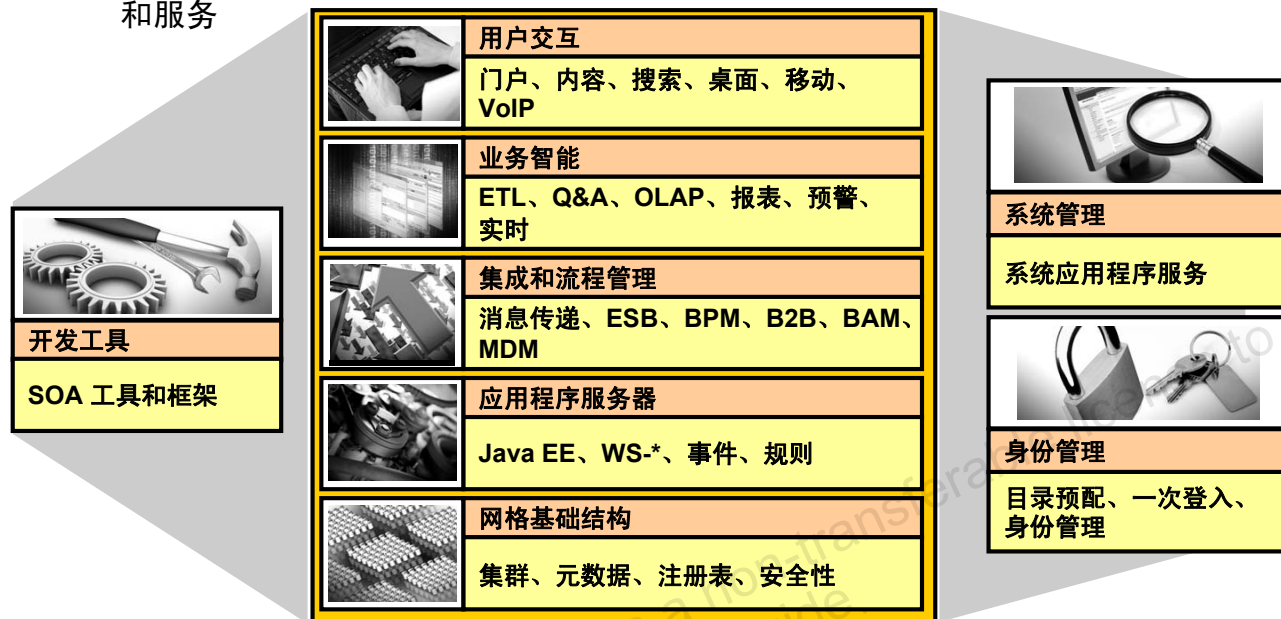 和服务
开发工具
SOA 工具和框架
用户交互
门户、内容、搜索、桌面、移动、
VoIP
业务智能
ETL、Q&A、OLAP、报表、预警、
实时
集成和流程管理
消息传递、ESB、BPM、B2B、BAM、
MDM
应用程序服务器
Java EE、WS-*、事件、规则
网格基础结构
集群、元数据、注册表、安全性
系统管理
系统应用程序服务
身份管理
目录预配、一次登入、
身份管理
a non-transferable license to